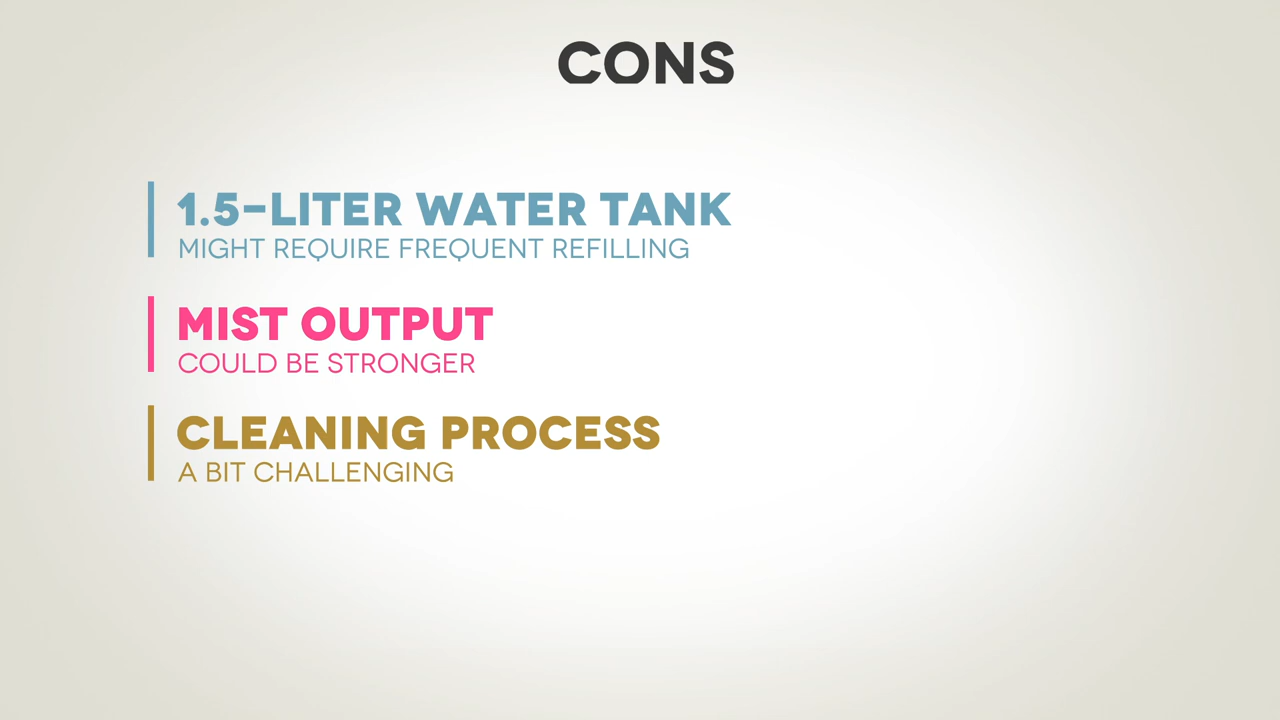 CONS
1.5-LITER WATER TANK
MIGHT REQUIRE FREQUENT REFILLING
MIST OUTPUT
COULD BE STRONGER
CLEANING PROCESS
A BIT CHALLENGING